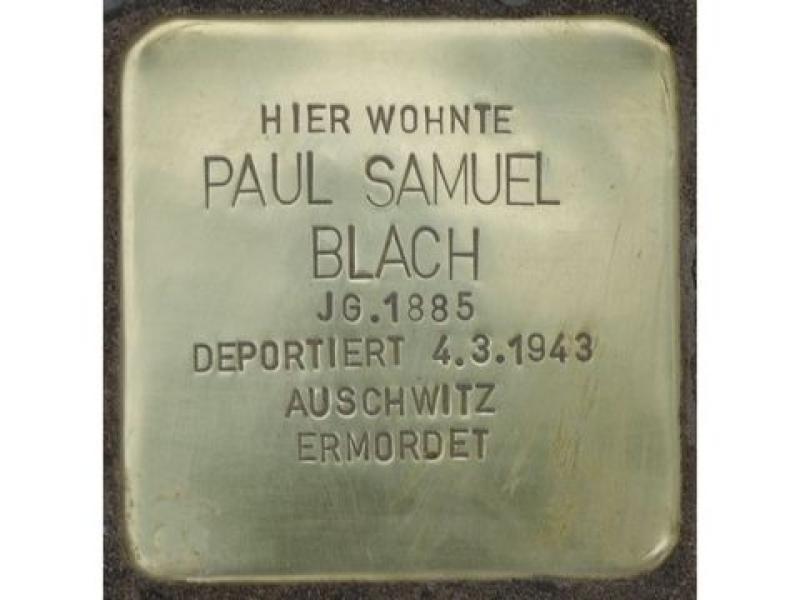 HIER WOHNTE
PAUL SAMUEL
BLACH
JG.1885
DEPORTIERT 4.3.1943
AUSCHWITZ
ERMORDET